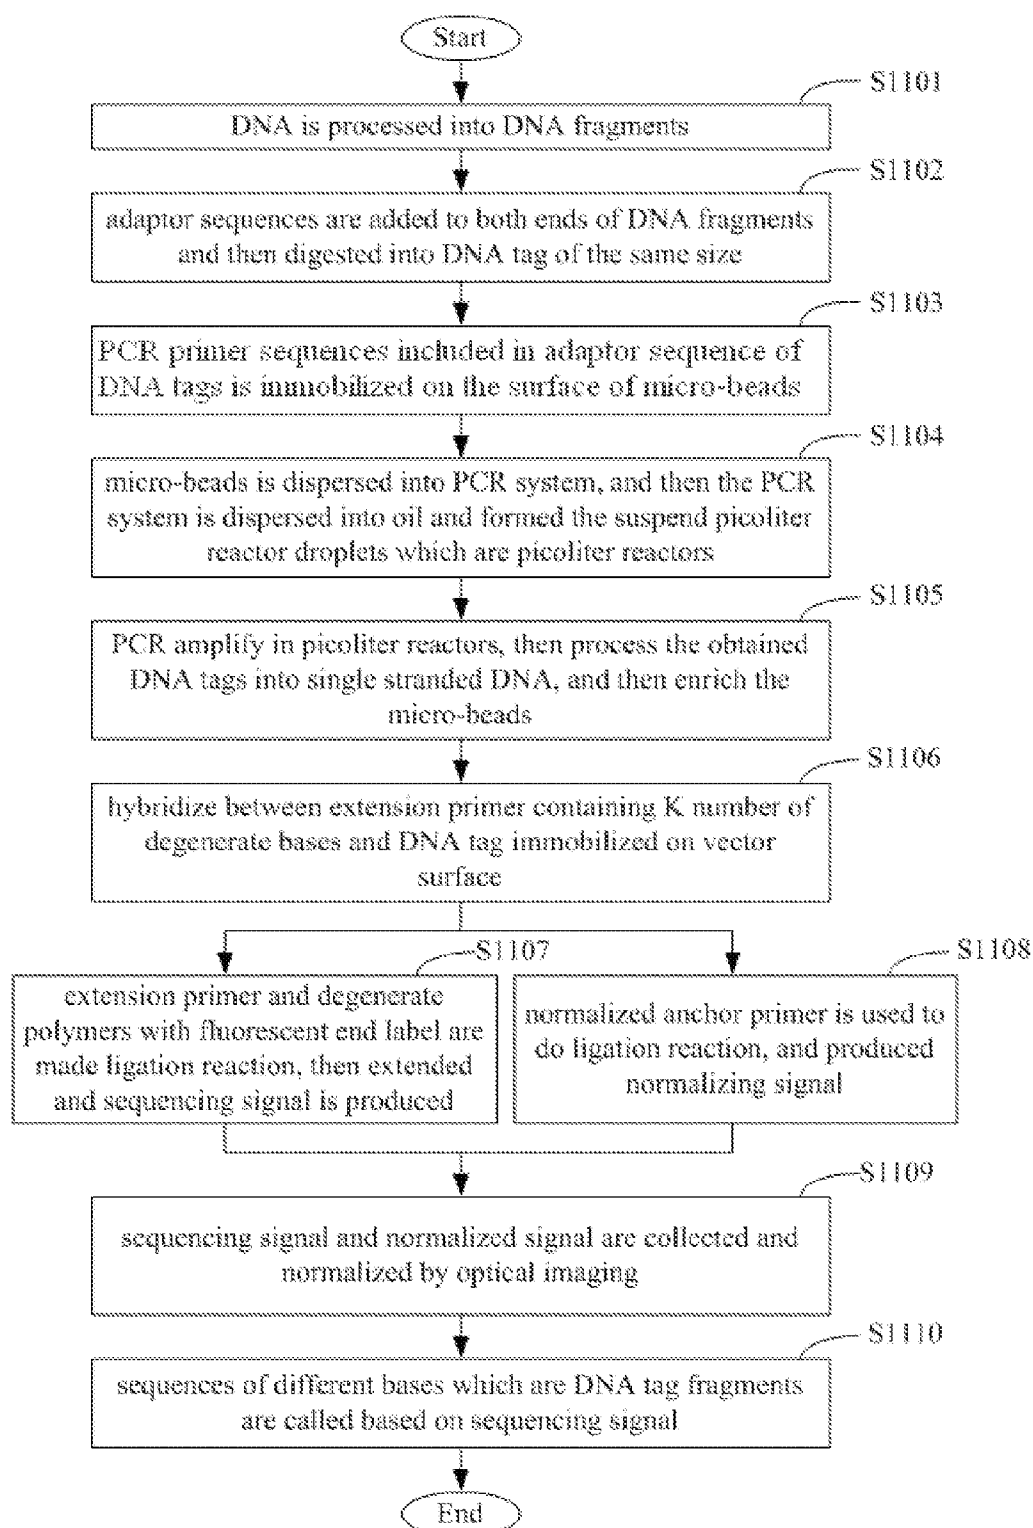 Start
S1101
DNA is processed into DNA fragments
S1102
adaptor sequences are added to both ends of DNA fragments
and then digested into DNA tag of the same size
S1103
PCR primer sequences included in adaptor sequence of
DNA tags is immobilized on the surface of micro-beads
S1104
micro-beads is dispersed into PCR system, and then the PCR
system is dispersed into oil and formed the suspend picoliter
reactor droplets which are picoliter reactors
S1105
PCR amplify in picoliter reactors, then process the obtained
DNA tags into single stranded DNA, and then enrich the
micro-beads
S1106
hybridize between extension primer containing K number of
degenerate bases and DNA tag immobilized on vector
surface
S1107
extension primer and degenerate
polymers with fluorescent end label are
made ligation reaction, then extended
and sequencing signal is produced
S1108
normalized anchor primer is used to
do ligation reaction, and produced
normalizing signal
S1109
sequencing signal and normalized signal are collected and
normalized by optical imaging
S1110
sequences of different bases which are DNA tag fragments
are called based on sequencing signal
End